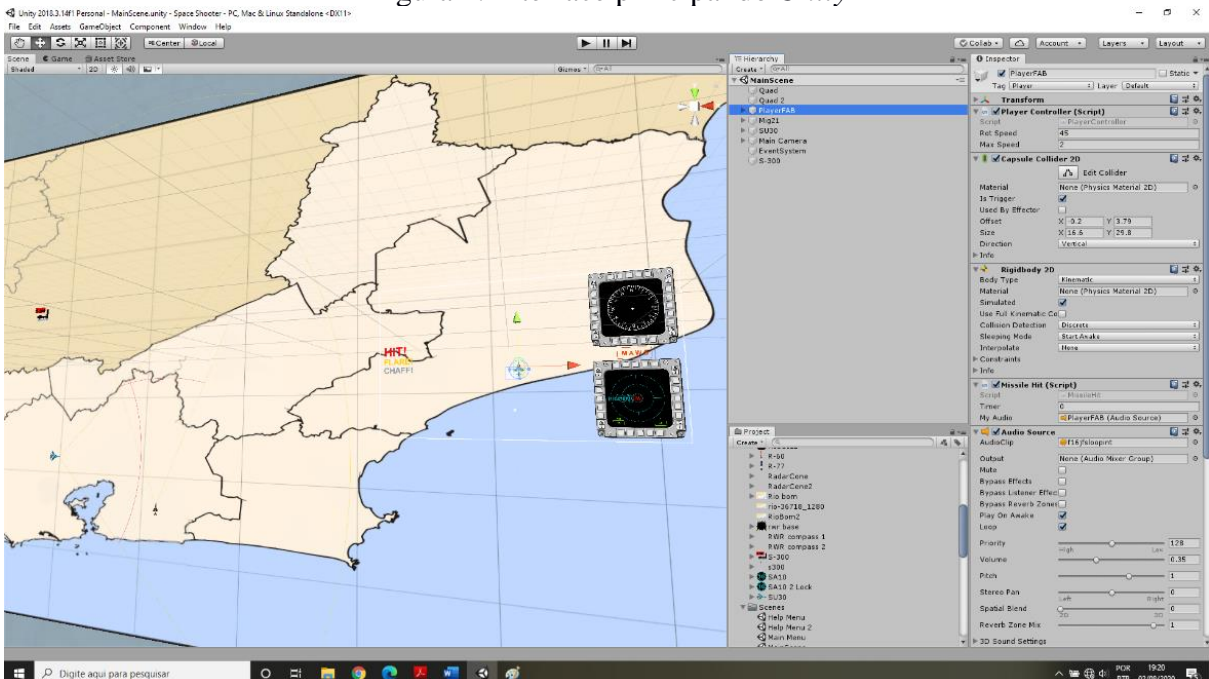 Unity 2018.3.14f1 Personal - MainScene.unity - Space Shooter - PC, Mac & Linux Standalone <DX11>
File Edit Assets GameObject Component Window Help
Center Local
Collab Account Layers Layout
Scene Game Asset Store
Shaded 2D Gizmos
HIT!
FLARE!
CHAFF!
MAWS
Hierarchy
Create
MainScene
Quad
Quad 2
PlayerFAB
Mig21
SU30
Main Camera
EventSystem
S-300
Project
Create
R-60
R-77
RadarCone
RadarCone2
Rio bom
rio-36718_1280
RioBom2
rwr base
RWR compass 1
RWR compass 2
S-300
s300
SA10
SA10 2 Lock
SU30
Scenes
Help Menu
Help Menu 2
Main Menu
Inspector
PlayerFAB Static
Tag Player Layer Default
Transform
Player Controller (Script)
Script PlayerController
Rot Speed 45
Max Speed 2
Capsule Collider 2D
Edit Collider
Material None (Physics Material 2D)
Is Trigger
Used By Effector
Offset X -0.2 Y 3.79
Size X 16.6 Y 29.8
Direction Vertical
Info
Rigidbody 2D
Body Type Kinematic
Material None (Physics Material 2D)
Simulated
Use Full Kinematic Co
Collision Detection Discrete
Sleeping Mode Start Awake
Interpolate None
Constraints
Info
Missile Hit (Script)
Script MissileHit
Timer 0
My Audio PlayerFAB (Audio Source)
Audio Source
AudioClip
Output None (Audio Mixer Group)
Mute
Bypass Effects
Bypass Listener Effec
Bypass Reverb Zones
Play On Awake
Loop
Priority 128
High Low
Volume 0.35
Pitch 1
Stereo Pan 0
Left Right
Spatial Blend 0
2D 3D
Reverb Zone Mix 1
3D Sound Settings
Digite aqui para pesquisar
POR 19:20